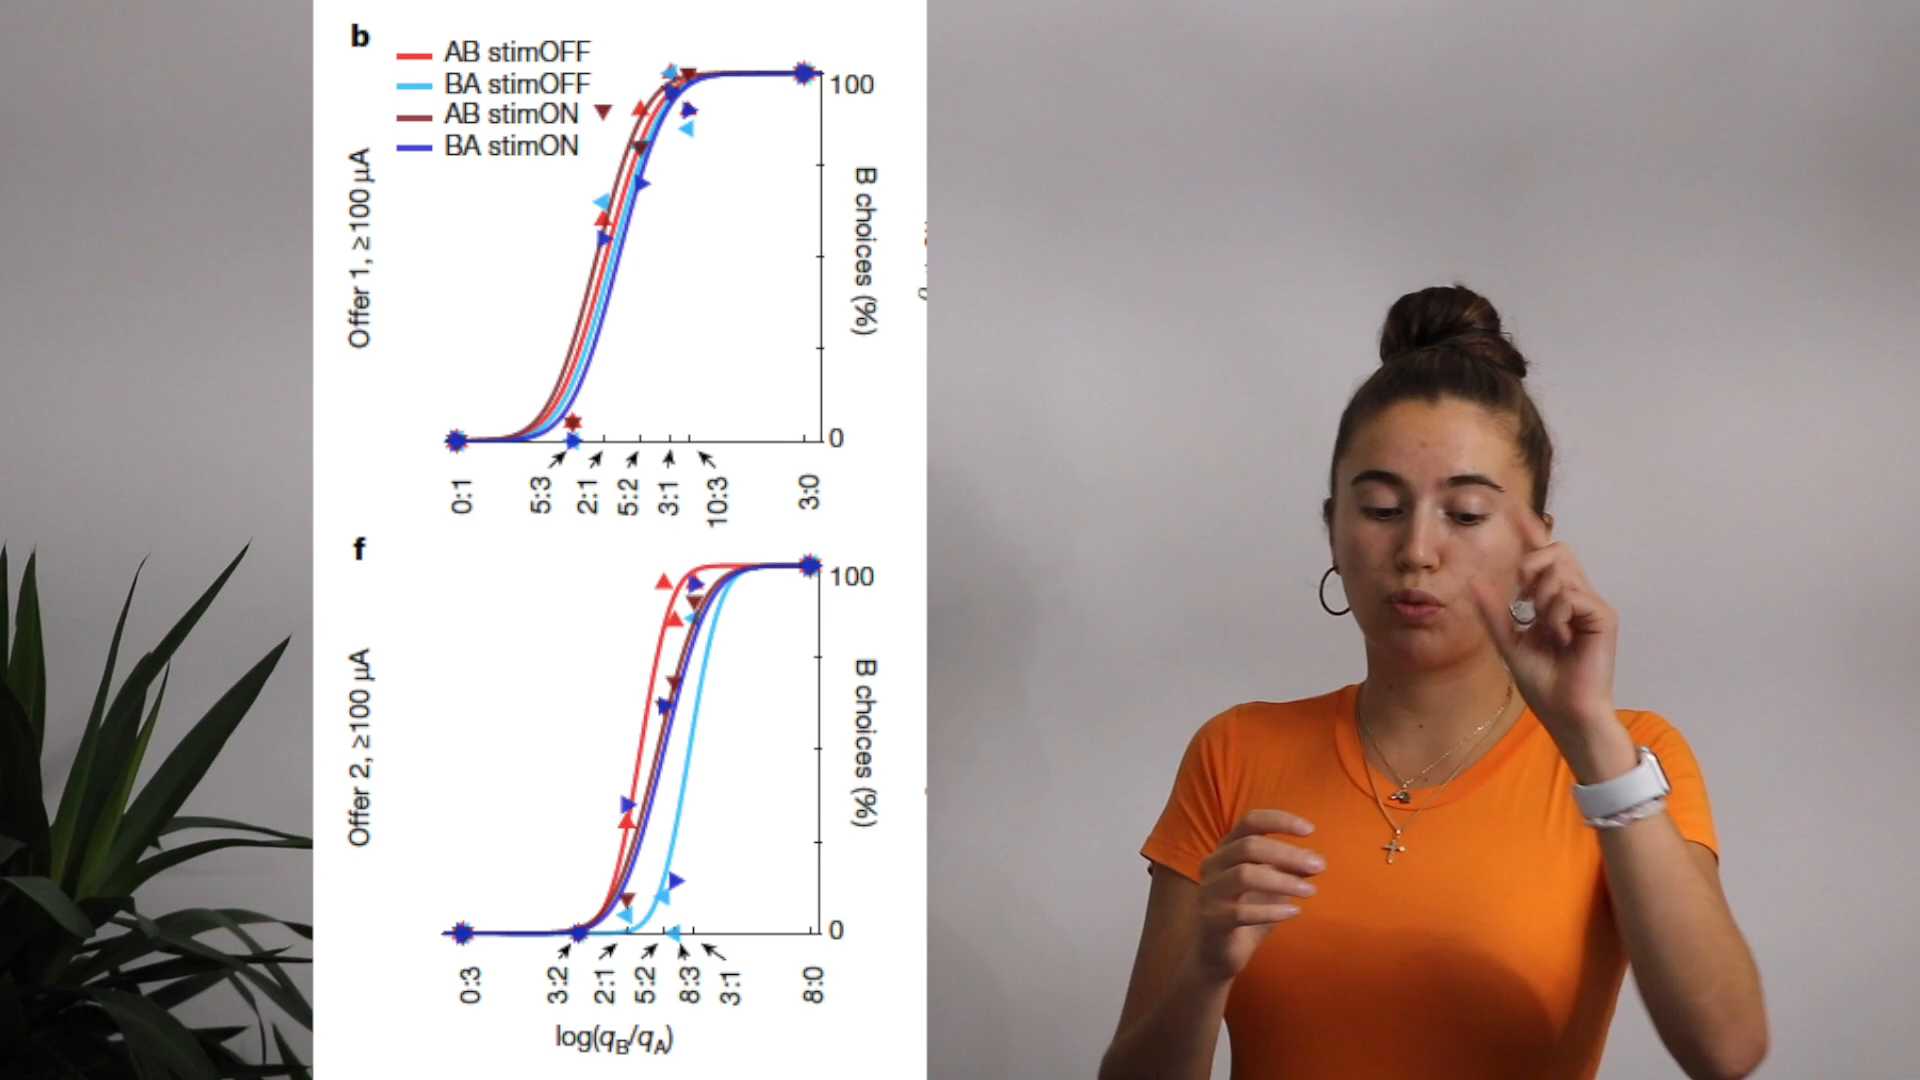 b
AB stimOFF
BA stimOFF
AB stimON
BA stimON
Offer 1, ≥100 µA
100
B choices (%)
0
0:1
5:3
2:1
5:2
3:1
10:3
3:0
f
Offer 2, ≥100 µA
100
B choices (%)
0
0:3
3:2
2:1
5:2
8:3
3:1
8:0
log(qB/qA)